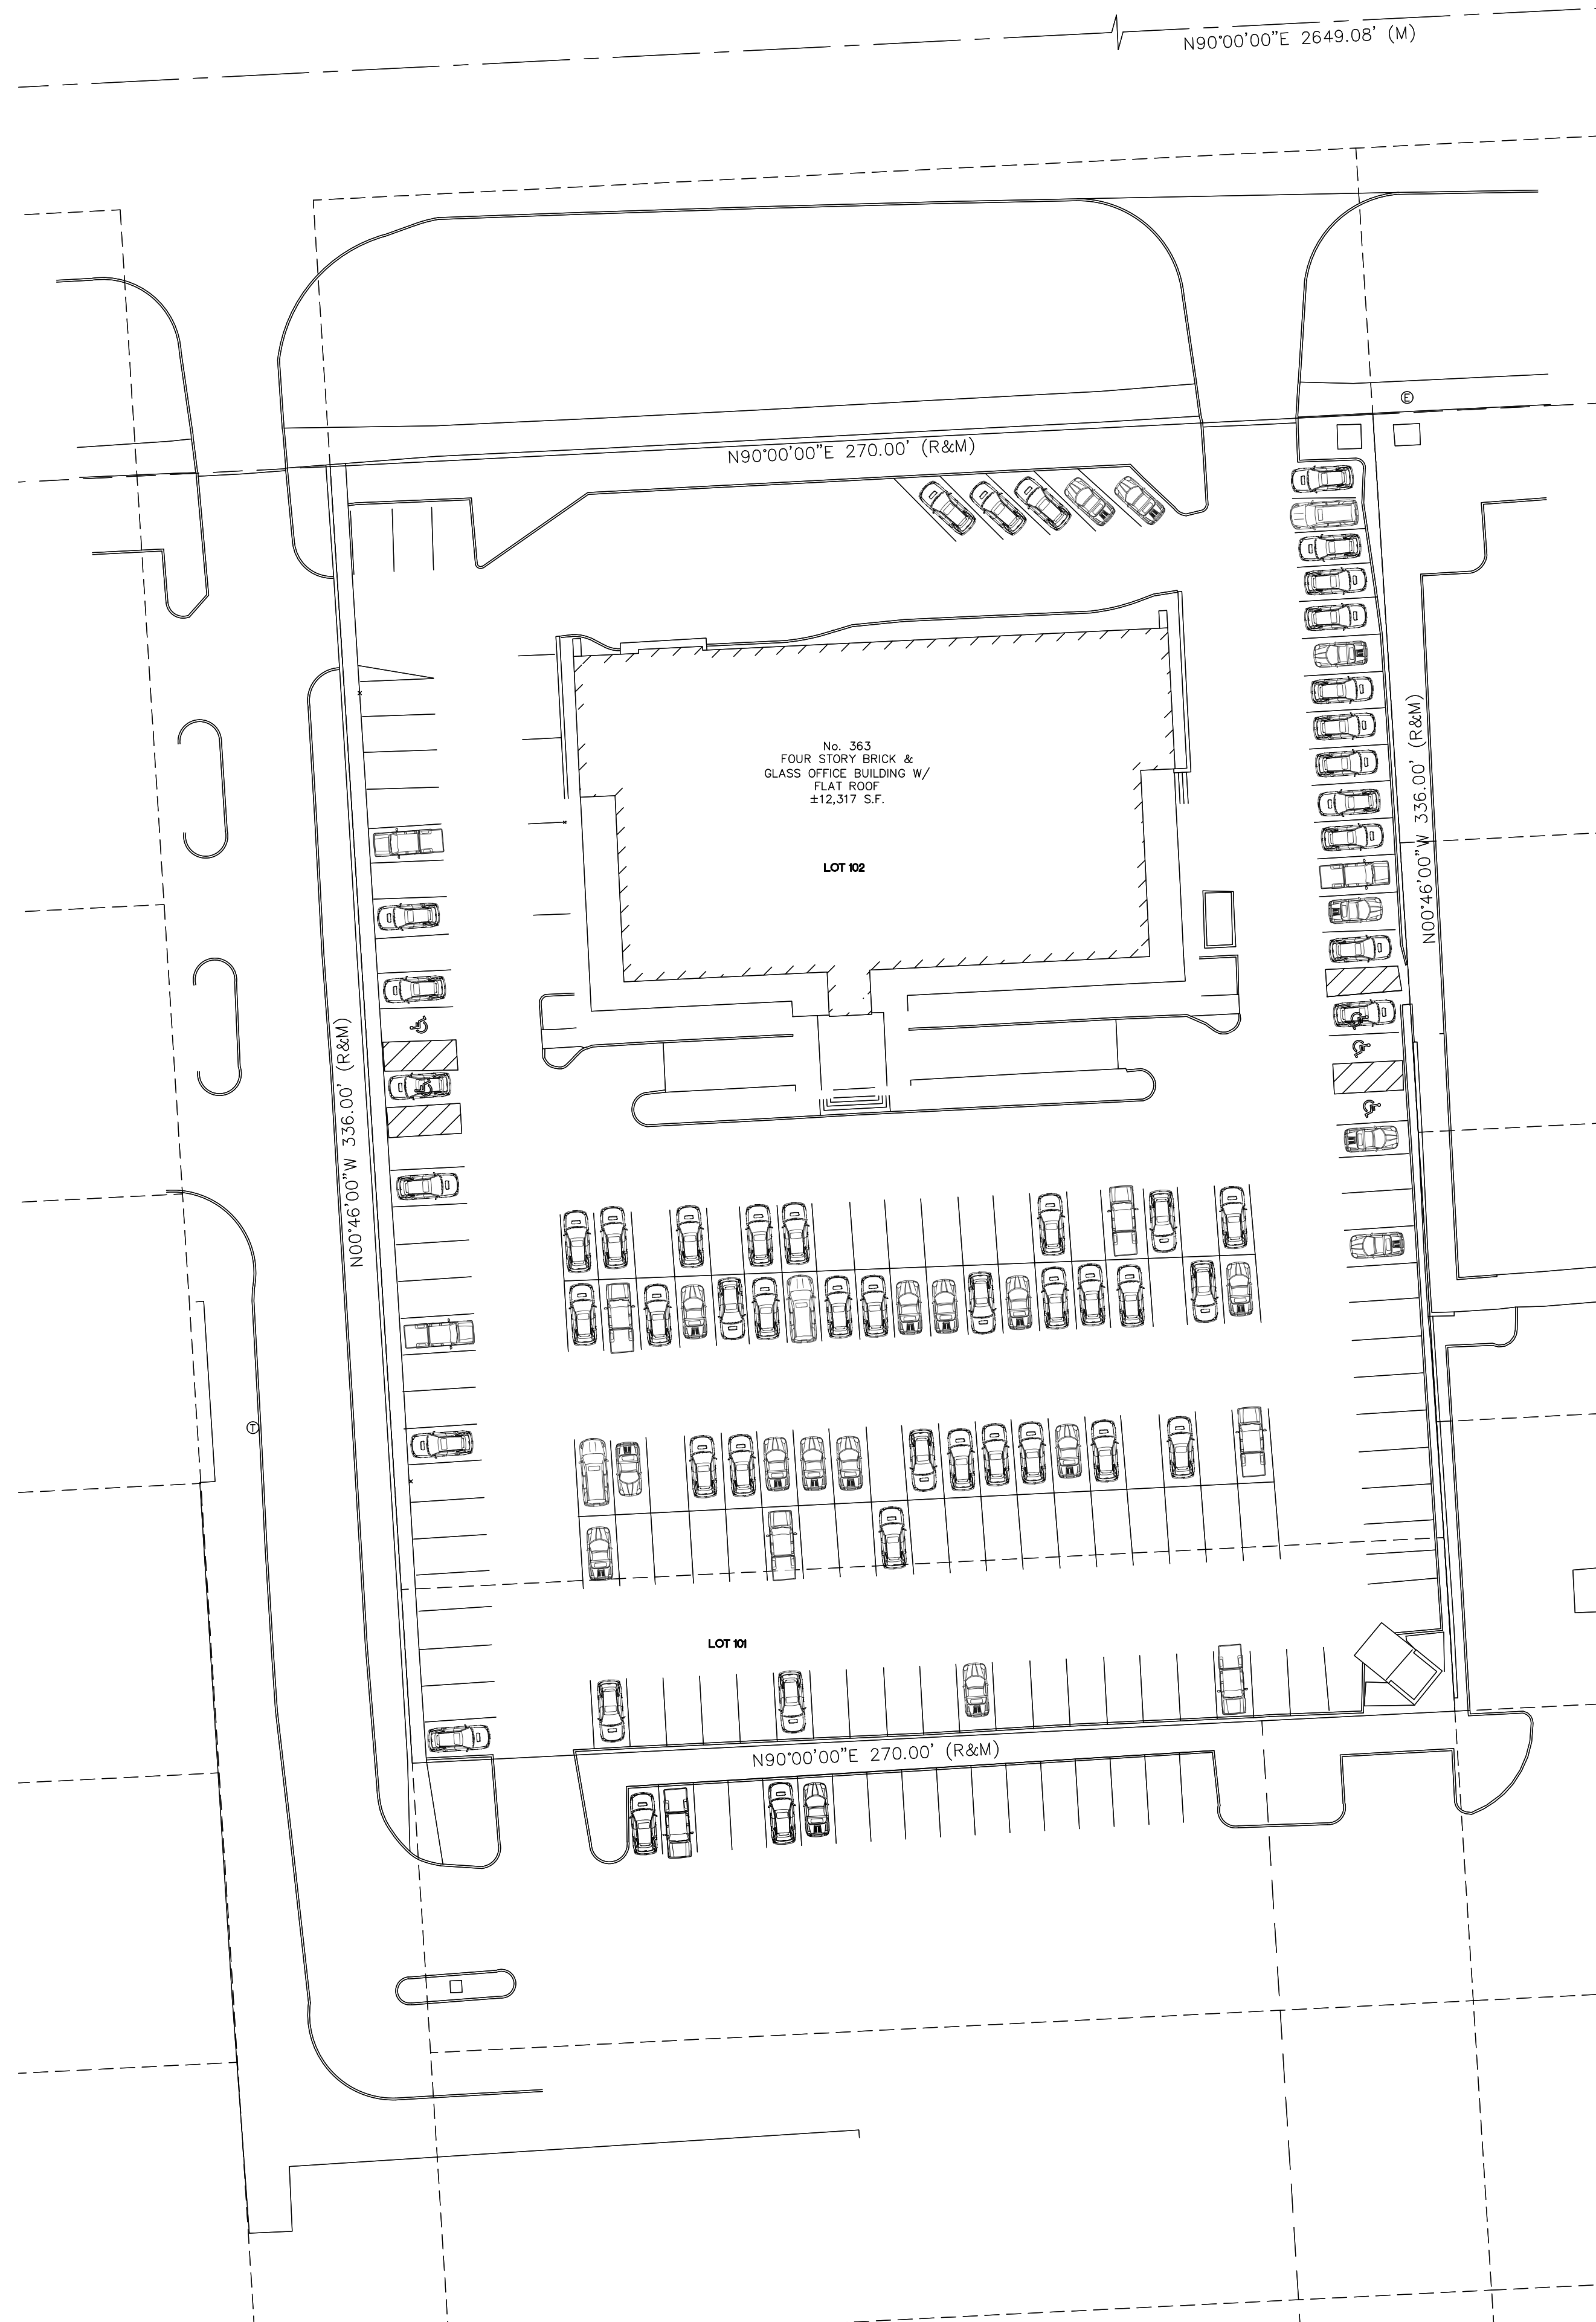 N90°00'00"E 2649.08' (M)
E
N90°00'00"E 270.00' (R&M)
No. 363
FOUR STORY BRICK &
GLASS OFFICE BUILDING W/
FLAT ROOF
±12,317 S.F.
LOT 102
N00°46'00"W 336.00' (R&M)
N00°46'00"W 336.00' (R&M)
T
LOT 101
N90°00'00"E 270.00' (R&M)